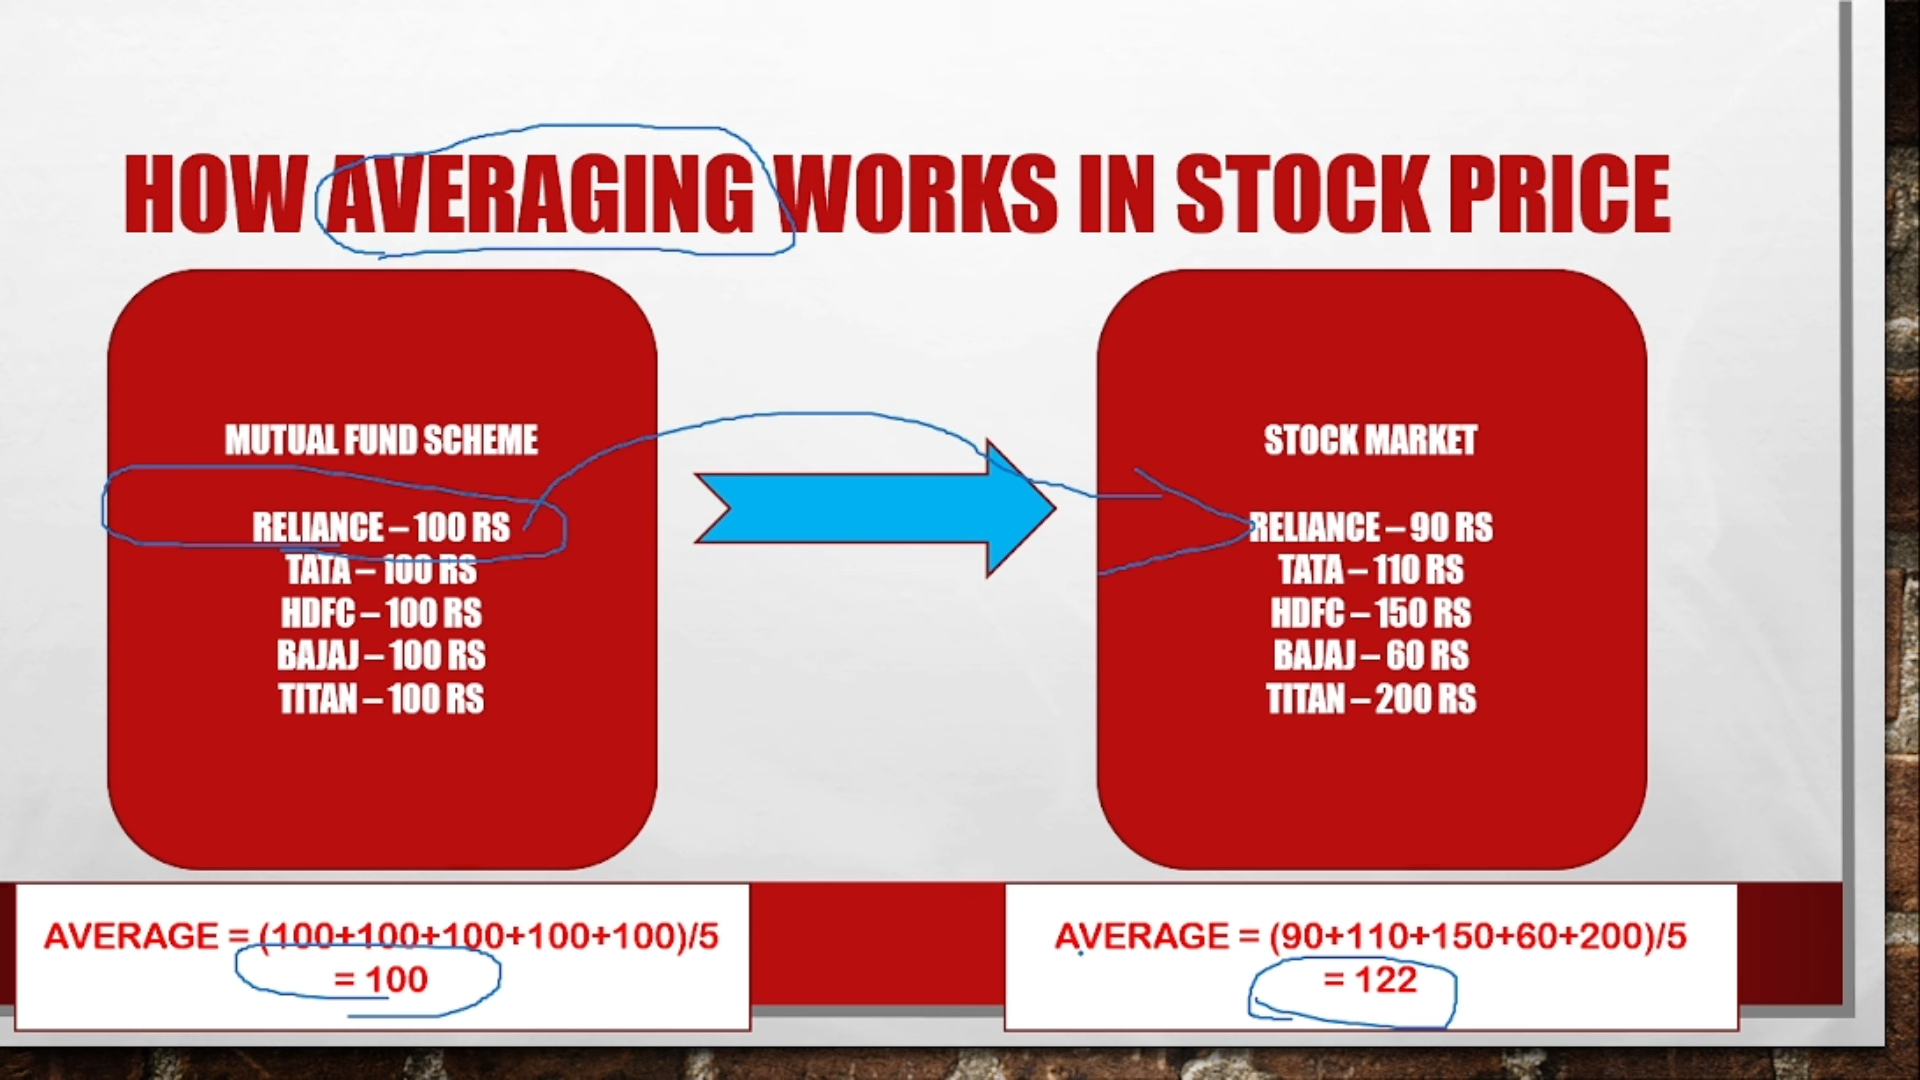 HOW AVERAGING WORKS IN STOCK PRICE
MUTUAL FUND SCHEME
RELIANCE – 100 RS
TATA – 100 RS
HDFC – 100 RS
BAJAJ – 100 RS
TITAN – 100 RS
STOCK MARKET
RELIANCE – 90 RS
TATA – 110 RS
HDFC – 150 RS
BAJAJ – 60 RS
TITAN – 200 RS
AVERAGE = (100+100+100+100+100)/5
= 100
AVERAGE = (90+110+150+60+200)/5
= 122